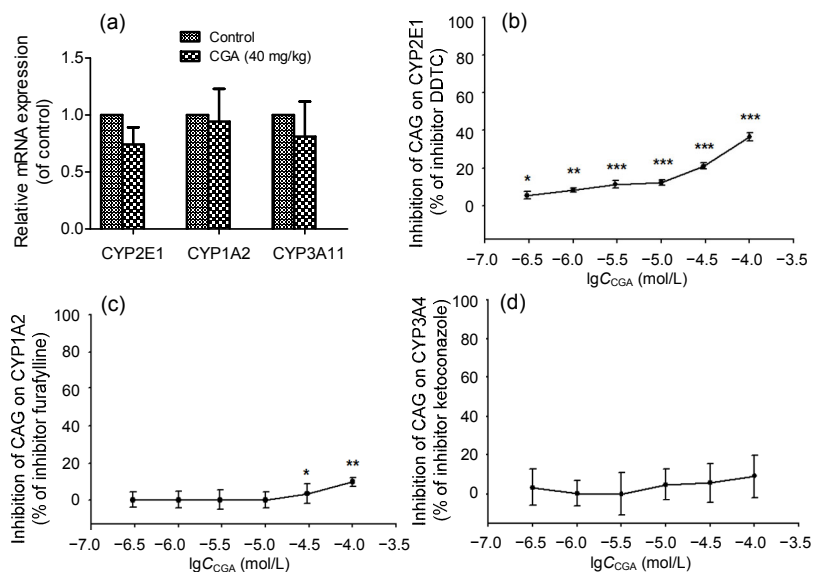 (a)
Control
CGA (40 mg/kg)
Relative mRNA expression
(of control)
1.5
1.0
0.5
0.0
CYP2E1 CYP1A2 CYP3A11
(b)
Inhibition of CAG on CYP2E1
(% of inhibitor DDTC)
100
80
60
40
20
0
* ** *** *** *** ***
−7.0 −6.5 −6.0 −5.5 −5.0 −4.5 −4.0 −3.5
lgCCGA (mol/L)
(c)
Inhibition of CAG on CYP1A2
(% of inhibitor furafylline)
100
80
60
40
20
0
* **
−7.0 −6.5 −6.0 −5.5 −5.0 −4.5 −4.0 −3.5
lgCCGA (mol/L)
(d)
Inhibition of CAG on CYP3A4
(% of inhibitor ketoconazole)
100
80
60
40
20
0
−7.0 −6.5 −6.0 −5.5 −5.0 −4.5 −4.0 −3.5
lgCCGA (mol/L)